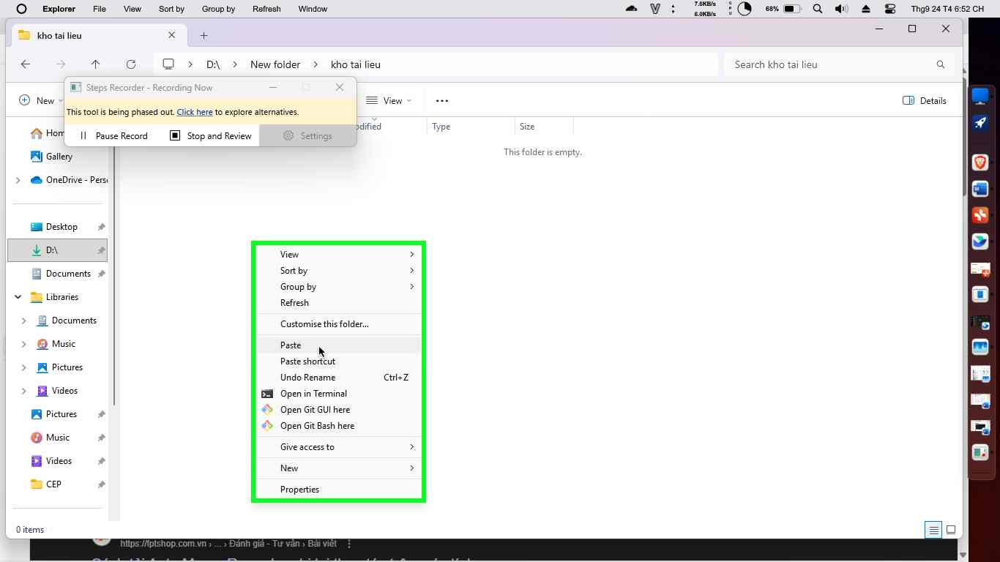 Explorer File View Sort by Group by Refresh Window 7.6KB/s 6.0KB/s CPU 68% Thg9 24 T4 6:52 CH
kho tai lieu
D:\ New folder kho tai lieu Search kho tai lieu
Steps Recorder - Recording Now
New View Details
This tool is being phased out. Click here to explore alternatives.
odified Type Size
Pause Record Stop and Review Settings
Hom
This folder is empty.
Gallery
OneDrive - Pers
Desktop
D:\
Documents
Libraries
Documents
Music
Pictures
Videos
Pictures
Music
Videos
CEP
View
Sort by
Group by
Refresh
Customise this folder...
Paste
Paste shortcut
Undo Rename Ctrl+Z
Open in Terminal
Open Git GUI here
Open Git Bash here
Give access to
New
Properties
0 items
https://fptshop.com.vn › ... › Đánh giá - Tư vấn › Bài viết